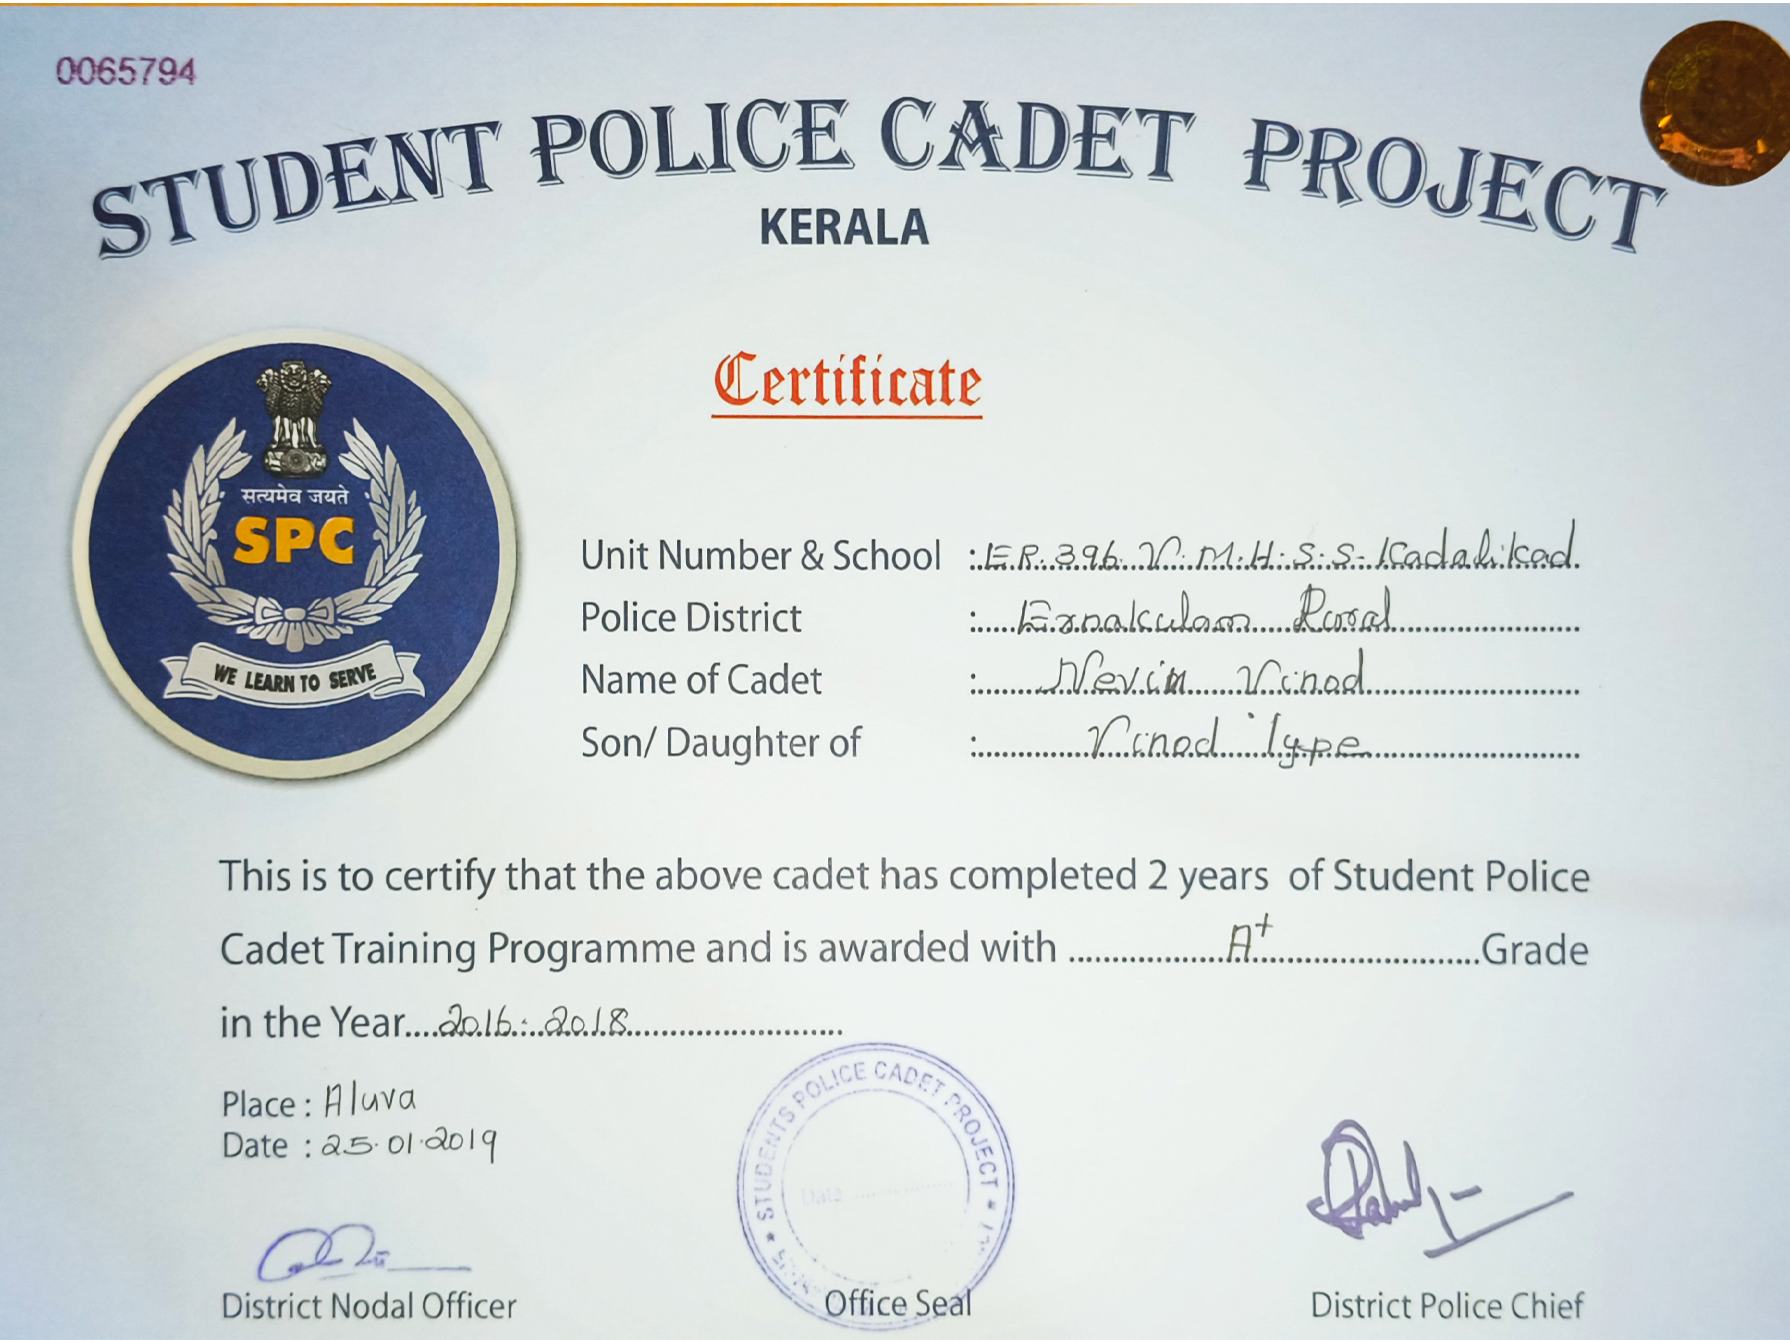 0065794
STUDENT POLICE CADET PROJECT
KERALA
Certificate
सत्यमेव जयते
SPC
WE LEARN TO SERVE
Unit Number & School : ER 396 V.M.H.S.S. Kadalikad.
Police District : Ernakulam Rural
Name of Cadet : Nevin Vinod
Son/ Daughter of : Vinod Iype
This is to certify that the above cadet has completed 2 years of Student Police
Cadet Training Programme and is awarded with A+ Grade
in the Year 2016-2018
Place : Aluva
Date : 25.01.2019
STUDENTS POLICE CADET PROJECT
Date
District Nodal Officer
Office Seal
District Police Chief